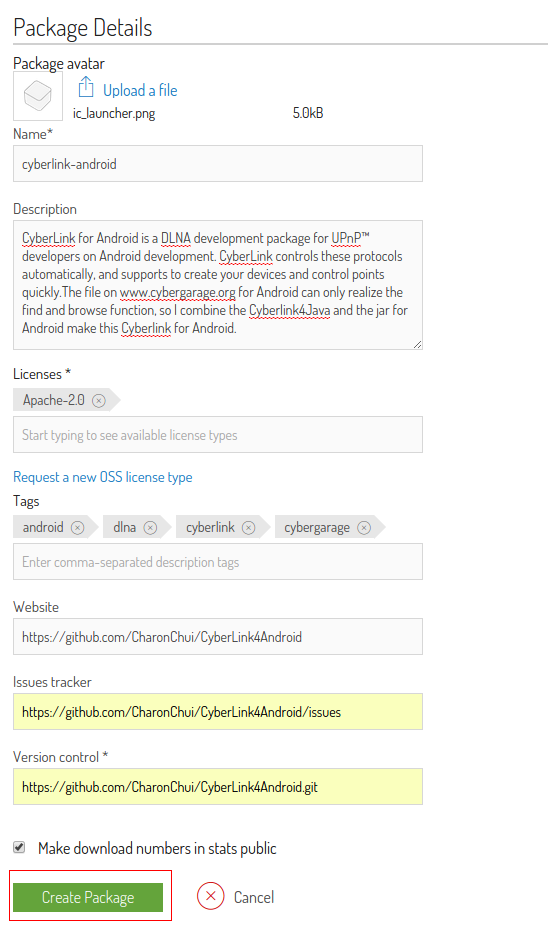 Package Details
Package avatar
Upload a file
ic_launcher.png 5.0kB
Name*
cyberlink-android
Description
CyberLink for Android is a DLNA development package for UPnP™
developers on Android development. CyberLink controls these protocols
automatically, and supports to create your devices and control points
quickly.The file on www.cybergarage.org for Android can only realize the
find and browse function, so I combine the Cyberlink4Java and the jar for
Android make this Cyberlink for Android.
Licenses *
Apache-2.0
Start typing to see available license types
Request a new OSS license type
Tags
android dlna cyberlink cybergarage
Enter comma-separated description tags
Website
https://github.com/CharonChui/CyberLink4Android
Issues tracker
https://github.com/CharonChui/CyberLink4Android/issues
Version control *
https://github.com/CharonChui/CyberLink4Android.git
Make download numbers in stats public
Create Package Cancel